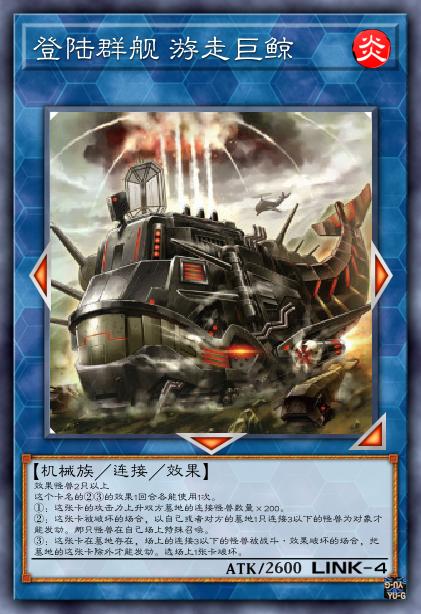 登陆群舰 游走巨鲸
炎
【机械族／连接／效果】
效果怪兽2只以上
这个卡名的②③的效果1回合各能使用1次。
①：这张卡的攻击力上升双方墓地的连接怪兽数量×200。
②：这张卡被破坏的场合，以自己或者对方的墓地1只连接3以下的怪兽为对象才
能发动。那只怪兽在自己场上特殊召唤。
③：这张卡在墓地存在，场上的连接3以下的怪兽被战斗·效果破坏的场合，把
墓地的这张卡除外才能发动。选场上1张卡破坏。
ATK/2600 LINK-4